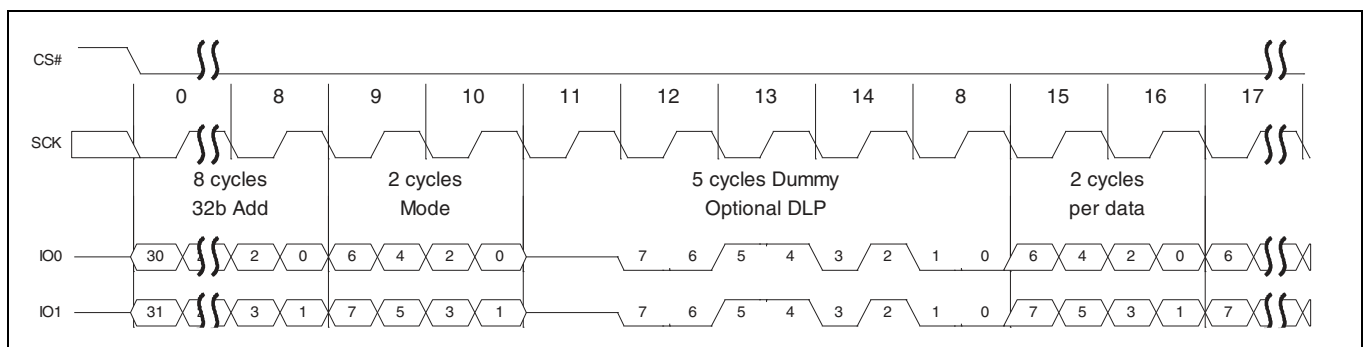 CS#
0 8 9 10 11 12 13 14 8 15 16 17
SCK
8 cycles 2 cycles 5 cycles Dummy 2 cycles
32b Add Mode Optional DLP per data
IO0 30 2 0 6 4 2 0 7 6 5 4 3 2 1 0 6 4 2 0 6
IO1 31 3 1 7 5 3 1 7 6 5 4 3 2 1 0 7 5 3 1 7